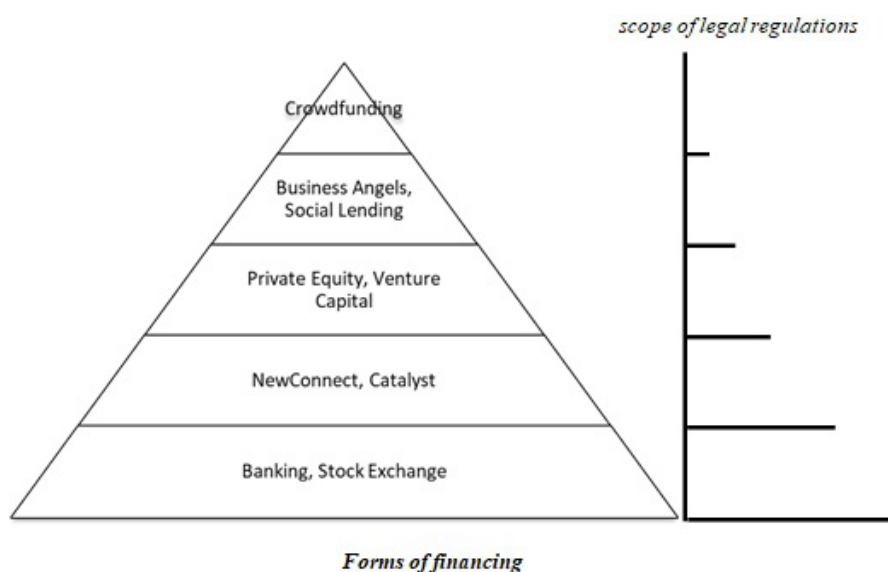 scope of legal regulations
Crowdfunding
Business Angels,
Social Lending
Private Equity, Venture
Capital
NewConnect, Catalyst
Banking, Stock Exchange
Forms of financing